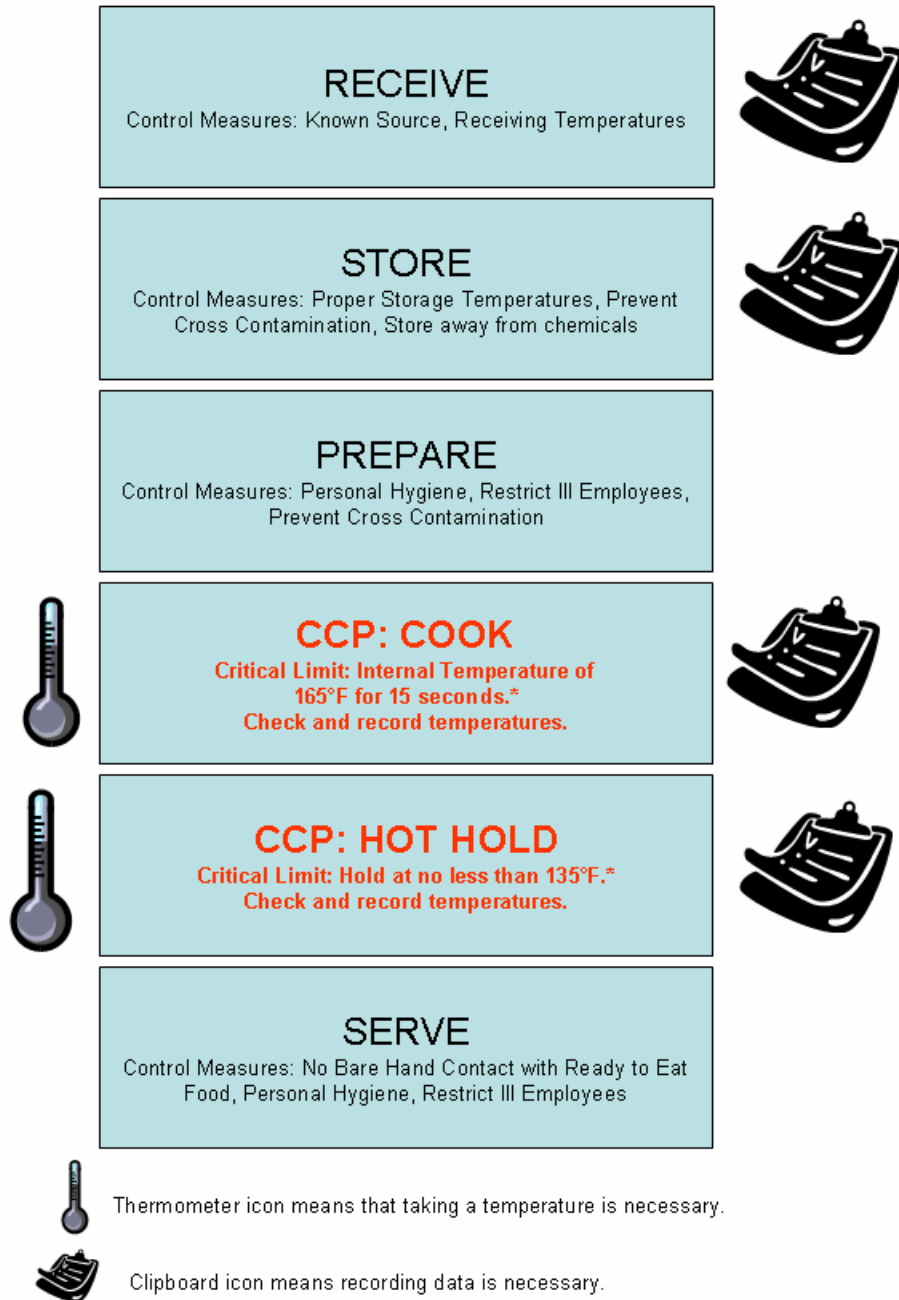 RECEIVE
Control Measures: Known Source, Receiving Temperatures
STORE
Control Measures: Proper Storage Temperatures, Prevent
Cross Contamination, Store away from chemicals
PREPARE
Control Measures: Personal Hygiene, Restrict Ill Employees,
Prevent Cross Contamination
CCP: COOK
Critical Limit: Internal Temperature of
165°F for 15 seconds.*
Check and record temperatures.
CCP: HOT HOLD
Critical Limit: Hold at no less than 135°F.*
Check and record temperatures.
SERVE
Control Measures: No Bare Hand Contact with Ready to Eat
Food, Personal Hygiene, Restrict Ill Employees
Thermometer icon means that taking a temperature is necessary.
Clipboard icon means recording data is necessary.